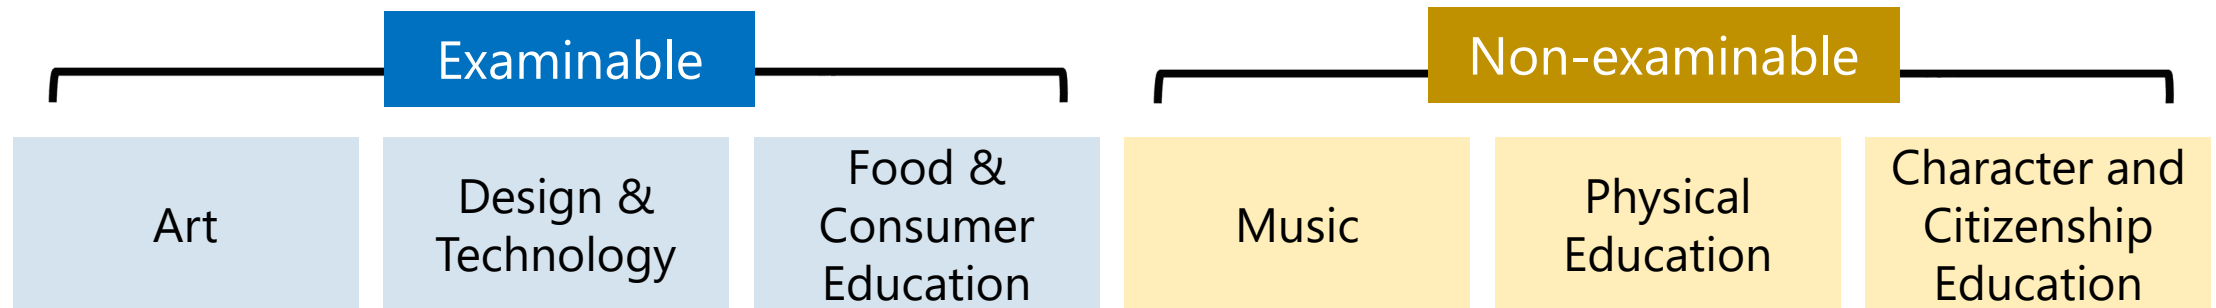 Examinable
Non-examinable
Art
Design &
Technology
Food &
Consumer
Education
Music
Physical
Education
Character and
Citizenship
Education